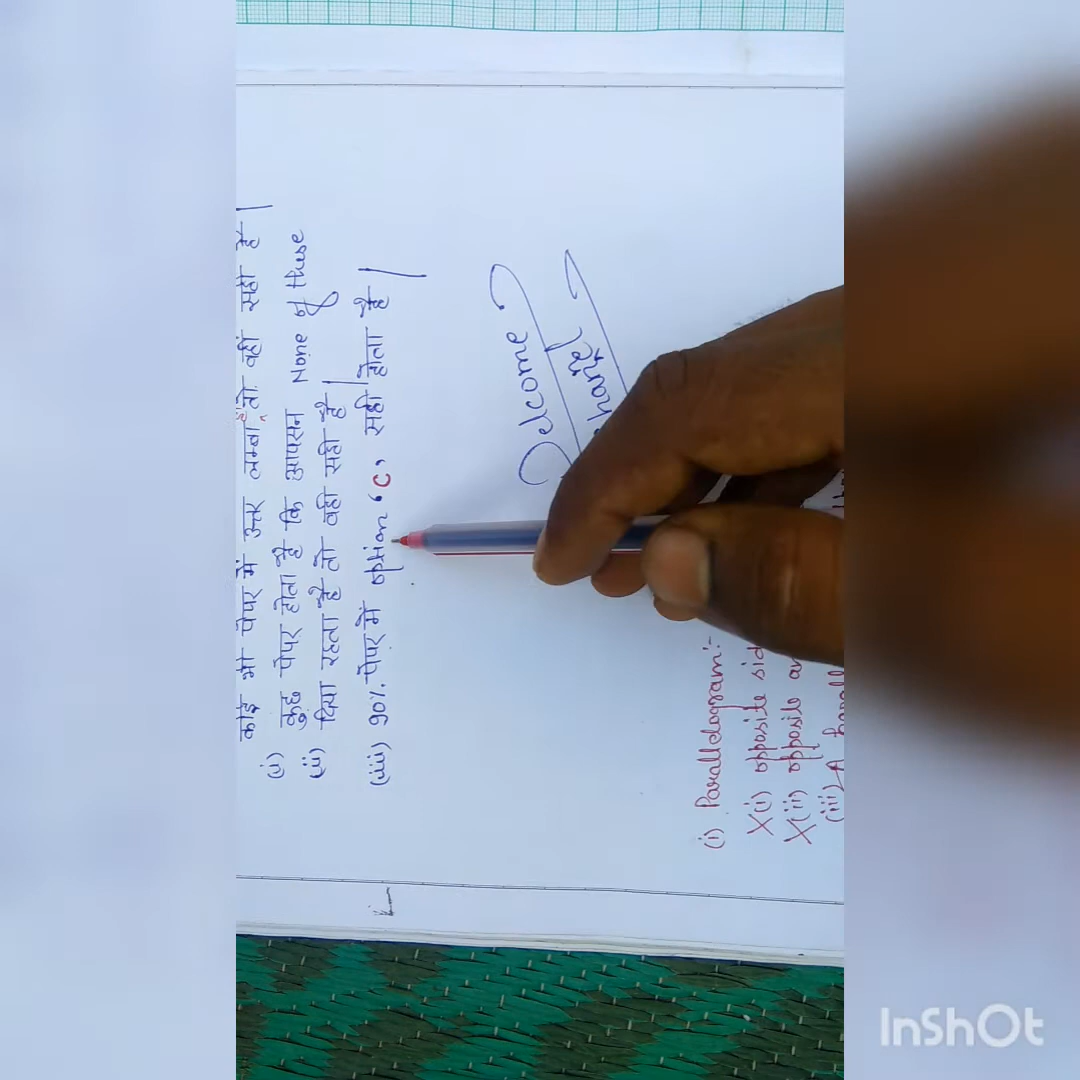 (i) कोई भी पेपर में उत्तर लम्बा हो तो वही सही है।
(ii) कुछ पेपर होता है कि आपसन None of these
दिया रहता है तो वही सही है।
(iii) 90%. पेपर में option 'C' सही होता है।
Welcome
(i) Parallelogram:-
X(i) opposite sid
X(ii) opposite an
(iii) A
InShOt